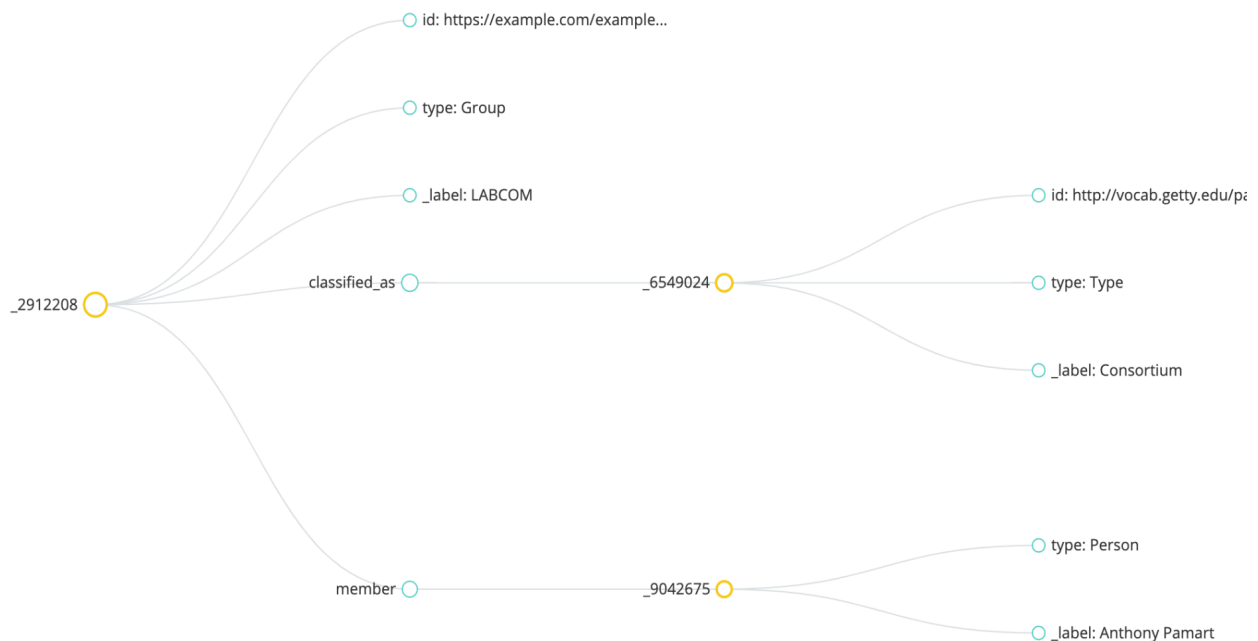 id: https://example.com/example...
type: Group
_label: LABCOM
id: http://vocab.getty.edu/pa
_2912208
classified_as
_6549024
type: Type
_label: Consortium
type: Person
member
_9042675
_label: Anthony Pamart